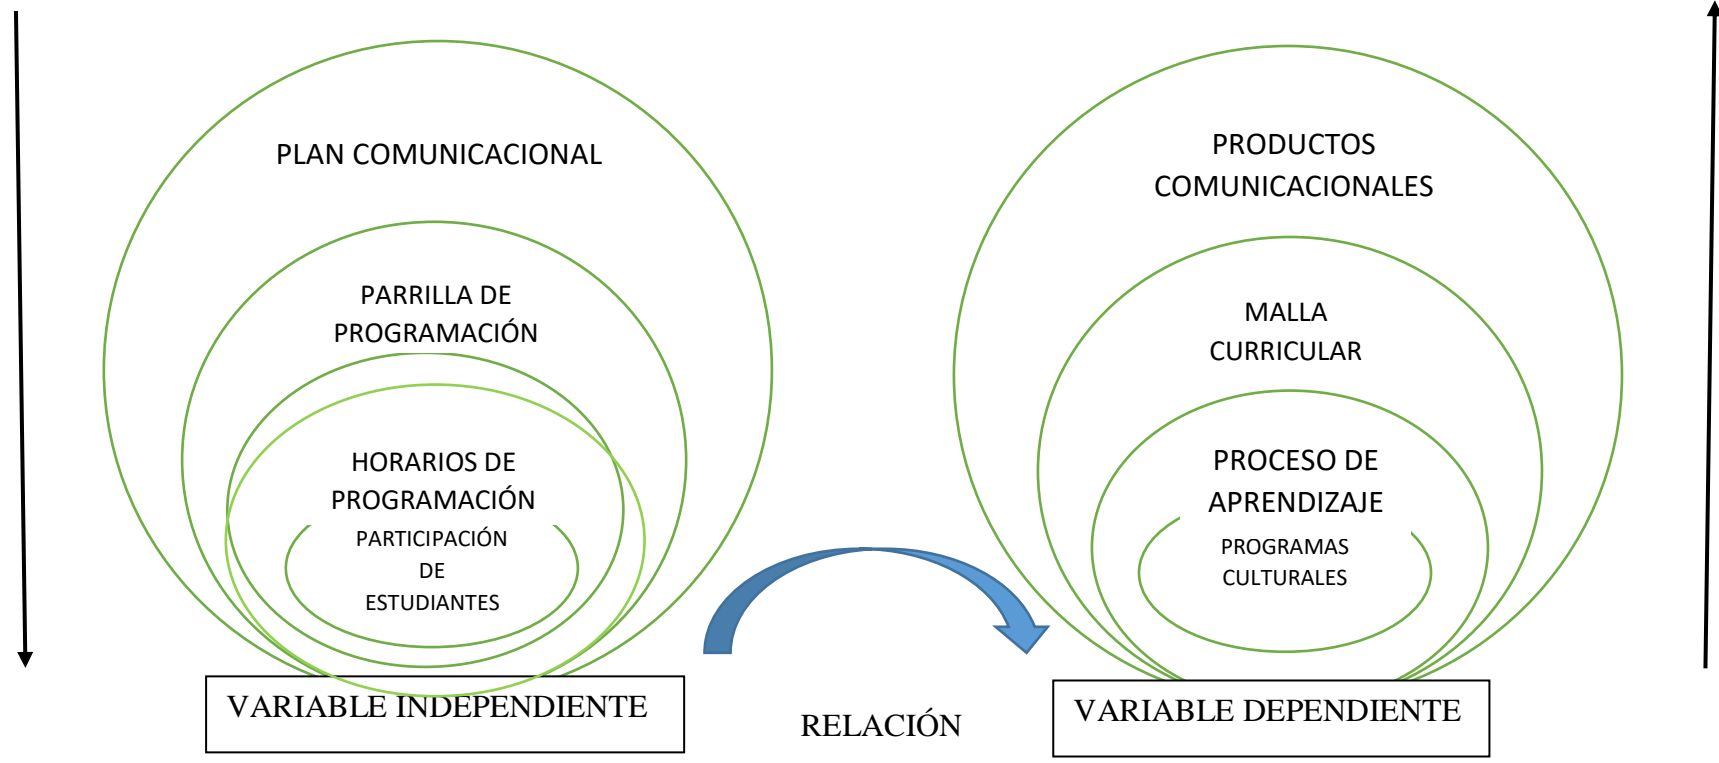 PLAN COMUNICACIONAL
PARRILLA DE
PROGRAMACIÓN
HORARIOS DE
PROGRAMACIÓN
PARTICIPACIÓN
DE
ESTUDIANTES
VARIABLE INDEPENDIENTE
RELACIÓN
PRODUCTOS
COMUNICACIONALES
MALLA
CURRICULAR
PROCESO DE
APRENDIZAJE
PROGRAMAS
CULTURALES
VARIABLE DEPENDIENTE